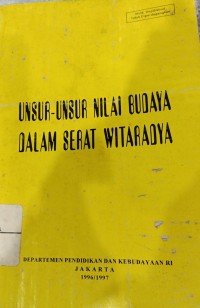 UNSUR-UNSUR NILAI BUDAYA
DALAM SERAT WITARADYA
DEPARTEMEN PENDIDIKAN DAN KEBUDAYAAN RI
JAKARTA
1996/1997